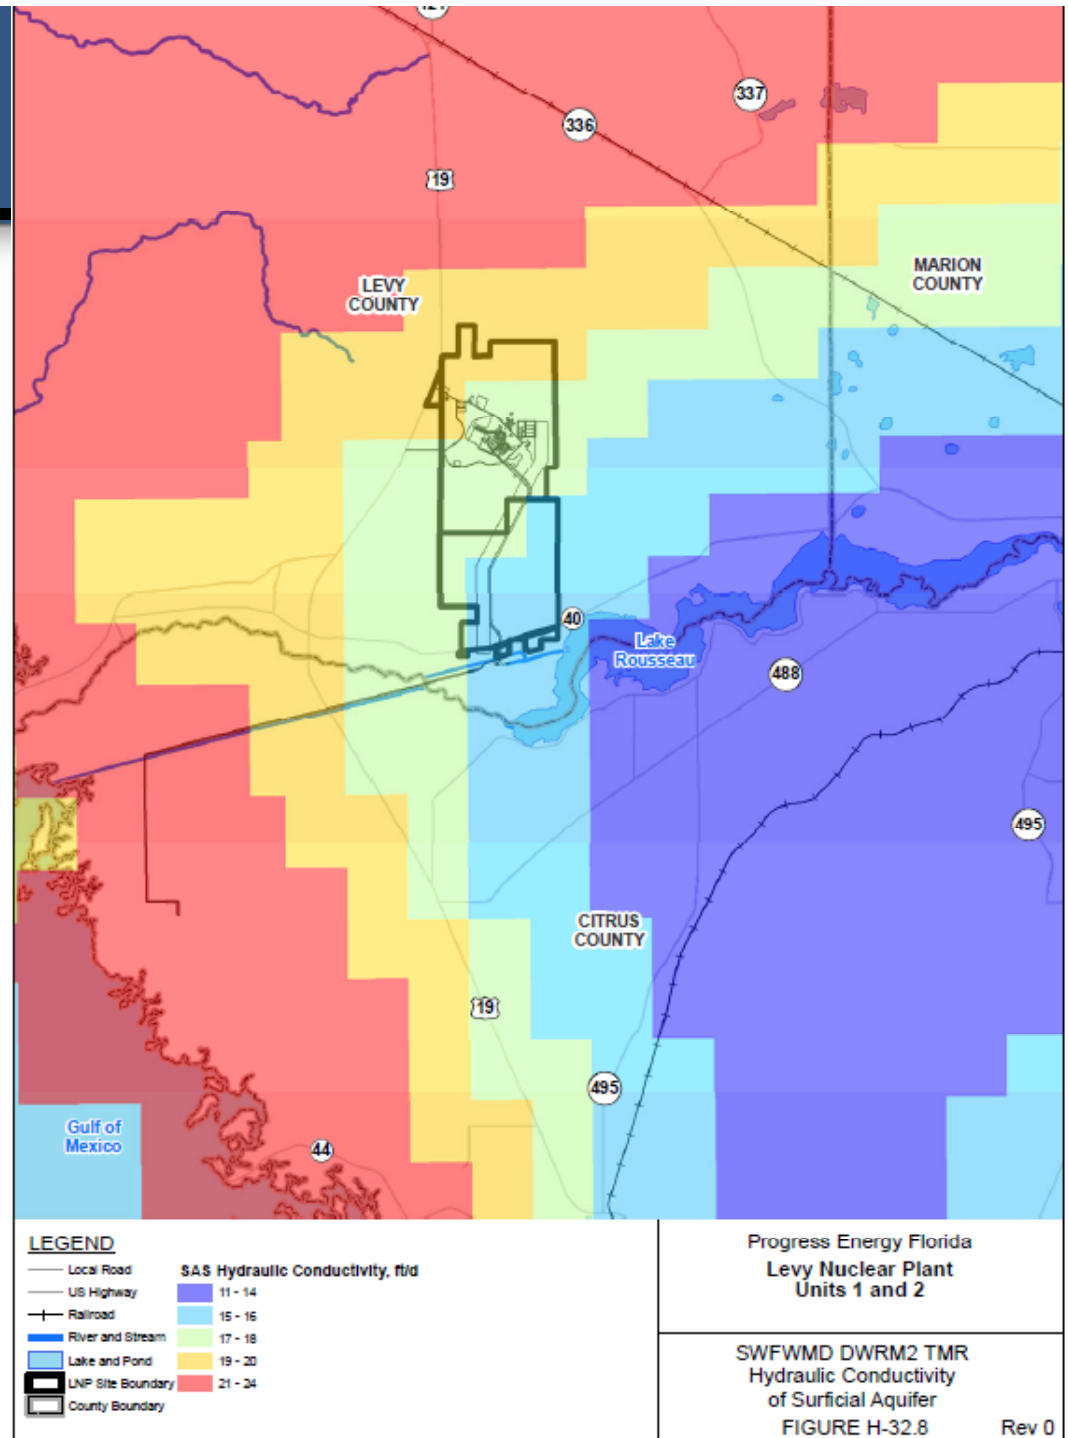 336
337
19
LEVY
COUNTY
MARION
COUNTY
40
Lake
Rousseau
488
495
CITRUS
COUNTY
19
495
Gulf of
Mexico
44
LEGEND
Local Road
US Highway
Railroad
River and Stream
Lake and Pond
LNP Site Boundary
County Boundary
SAS Hydraulic Conductivity, ft/d
11 - 14
15 - 16
17 - 18
19 - 20
21 - 24
Progress Energy Florida
Levy Nuclear Plant
Units 1 and 2
SWFWMD DWRM2 TMR
Hydraulic Conductivity
of Surficial Aquifer
FIGURE H-32.8 Rev 0